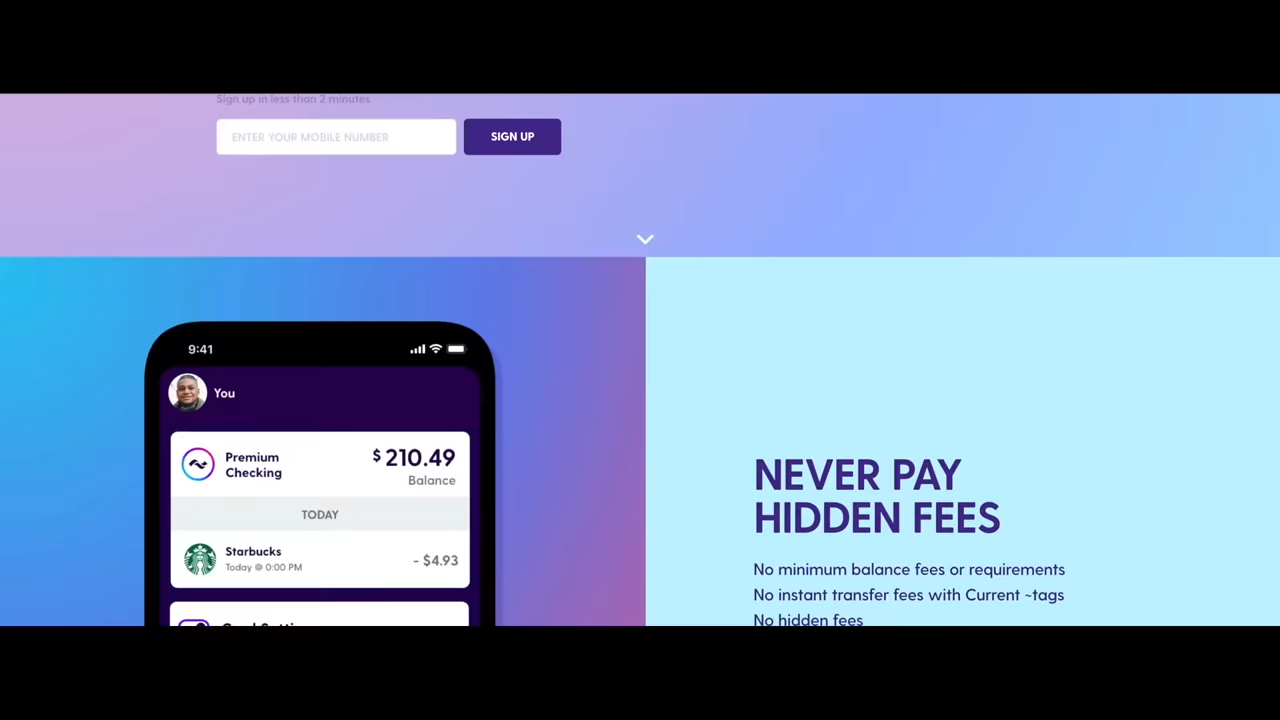 Sign up in less than 2 minutes
ENTER YOUR MOBILE NUMBER
SIGN UP
9:41
You
Premium
Checking
$ 210.49
Balance
TODAY
Starbucks
Today @ 0:00 PM
- $4.93
NEVER PAY
HIDDEN FEES
No minimum balance fees or requirements
No instant transfer fees with Current ~tags
No hidden fees